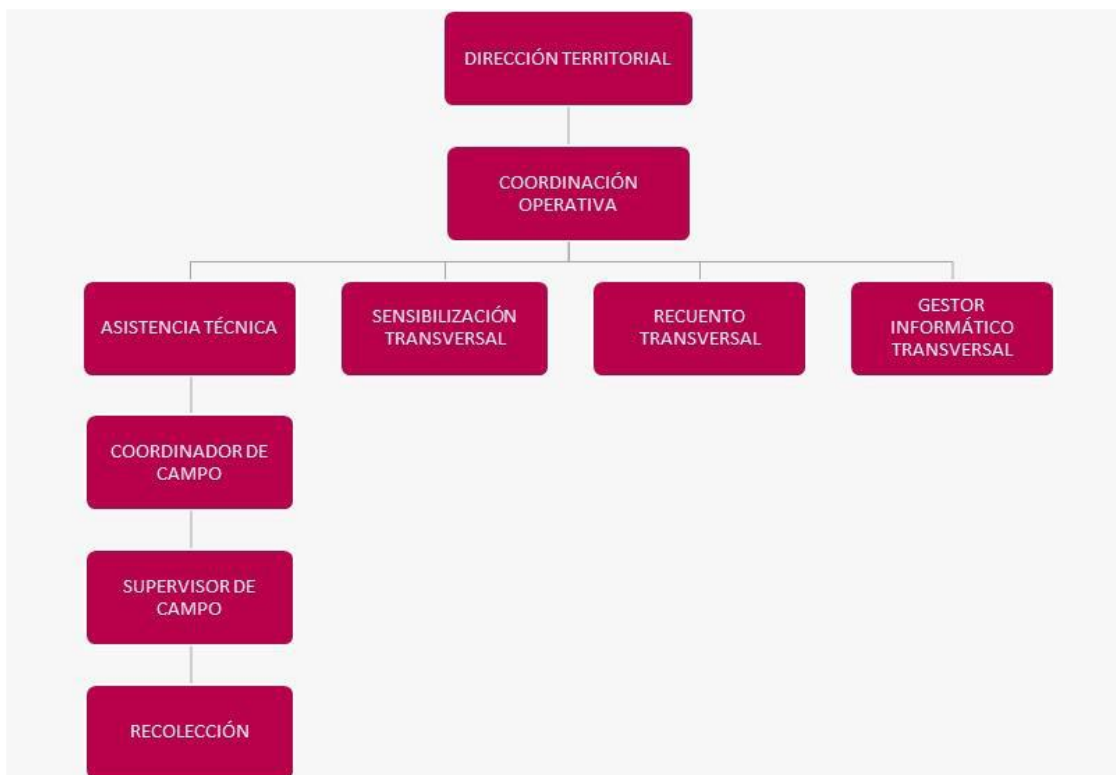 DIRECCIÓN TERRITORIAL
COORDINACIÓN
OPERATIVA
ASISTENCIA TÉCNICA
SENSIBILIZACIÓN
TRANSVERSAL
RECUENTO
TRANSVERSAL
GESTOR
INFORMÁTICO
TRANSVERSAL
COORDINADOR DE
CAMPO
SUPERVISOR DE
CAMPO
RECOLECCIÓN